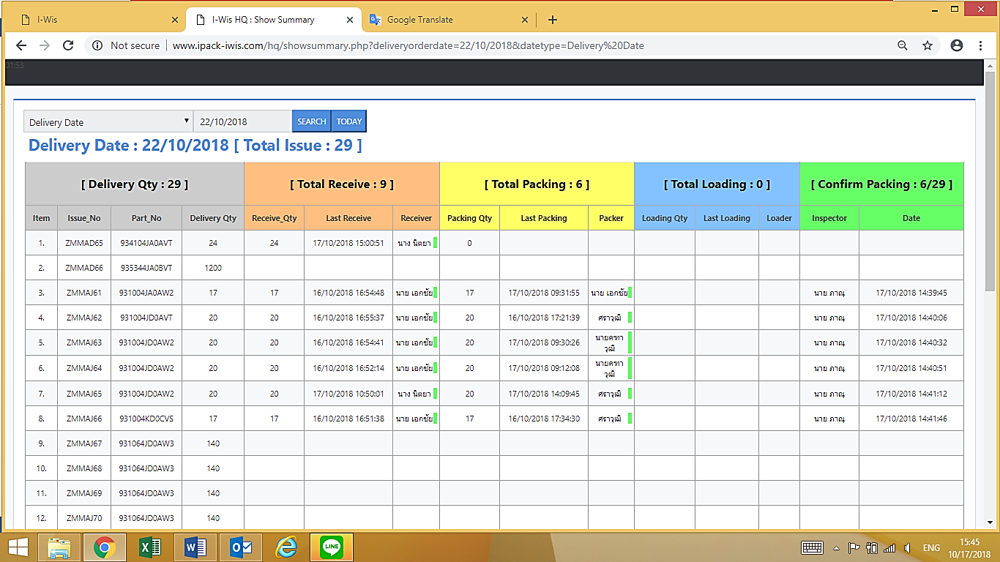 I-Wis
I-Wis HQ : Show Summary
Google Translate
Not secure | www.ipack-iwis.com/hq/showsummary.php?deliveryorderdate=22/10/2018&datetype=Delivery%20Date
01:53
Delivery Date 22/10/2018 SEARCH TODAY
Delivery Date : 22/10/2018 [ Total Issue : 29 ]
[ Delivery Qty : 29 ] [ Total Receive : 9 ] [ Total Packing : 6 ] [ Total Loading : 0 ] [ Confirm Packing : 6/29 ]
Item Issue_No Part_No Delivery Qty Receive_Qty Last Receive Receiver Packing Qty Last Packing Packer Loading Qty Last Loading Loader Inspector Date
1. ZMMAD65 934104JA0AVT 24 24 17/10/2018 15:00:51 นาง นิตยา 0
2. ZMMAD66 935344JA0BVT 1200
3. ZMMAJ61 931004JA0AW2 17 17 16/10/2018 16:54:48 นาย เอกชัย 17 17/10/2018 09:31:55 นาย เอกชัย นาย ภาณุ 17/10/2018 14:39:45
4. ZMMAJ62 931004JD0AVT 20 20 16/10/2018 16:55:37 นาย เอกชัย 20 16/10/2018 17:21:39 ศราวุฒิ นาย ภาณุ 17/10/2018 14:40:06
5. ZMMAJ63 931004JD0AW2 20 20 16/10/2018 16:54:41 นาย เอกชัย 20 17/10/2018 09:30:26 วุฒิ นาย ภาณุ 17/10/2018 14:40:32
6. ZMMAJ64 931004JD0AW2 20 20 16/10/2018 16:52:14 นาย เอกชัย 20 17/10/2018 09:12:08 วุฒิ นาย ภาณุ 17/10/2018 14:40:51
7. ZMMAJ65 931004JD0AW2 20 20 17/10/2018 10:50:01 นาง นิตยา 20 17/10/2018 14:09:45 ศราวุฒิ นาย ภาณุ 17/10/2018 14:41:12
8. ZMMAJ66 931004KD0CVS 17 17 16/10/2018 16:51:38 นาย เอกชัย 17 16/10/2018 17:34:30 ศราวุฒิ นาย ภาณุ 17/10/2018 14:41:46
9. ZMMAJ67 931064JD0AW3 140
10. ZMMAJ68 931064JD0AW3 140
11. ZMMAJ69 931064JD0AW3 140
12. ZMMAJ70 931064JD0AW3 140
LINE
ENG
15:45
10/17/2018